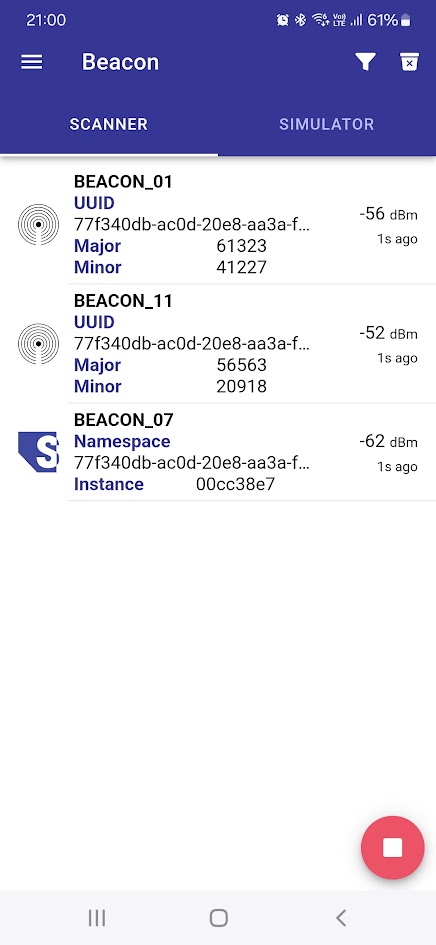 21:00 Vo)) LTE 61%
Beacon
SCANNER SIMULATOR
BEACON_01
UUID
77f340db-ac0d-20e8-aa3a-f...
Major 61323
Minor 41227
-56 dBm
1s ago
BEACON_11
UUID
77f340db-ac0d-20e8-aa3a-f...
Major 56563
Minor 20918
-52 dBm
1s ago
S
BEACON_07
Namespace
77f340db-ac0d-20e8-aa3a-f...
Instance 00cc38e7
-62 dBm
1s ago